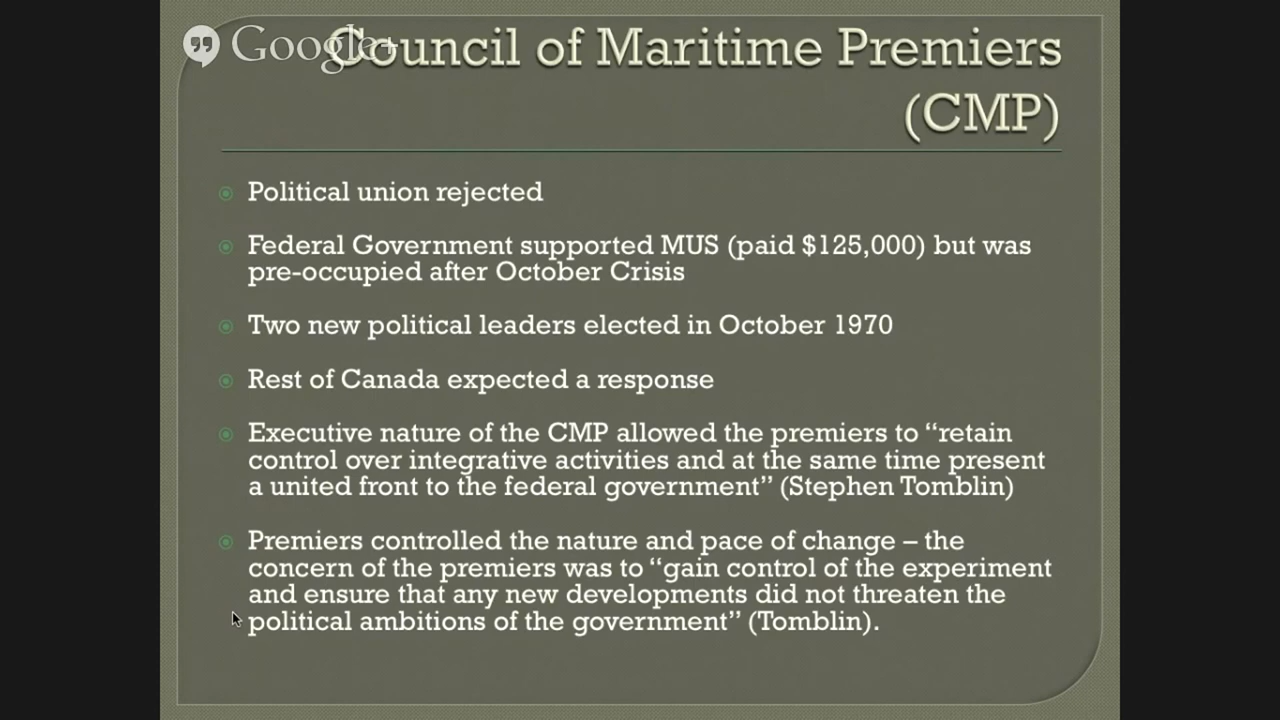 Google+
Council of Maritime Premiers
(CMP)
Political union rejected
Federal Government supported MUS (paid $125,000) but was
pre-occupied after October Crisis
Two new political leaders elected in October 1970
Rest of Canada expected a response
Executive nature of the CMP allowed the premiers to “retain
control over integrative activities and at the same time present
a united front to the federal government” (Stephen Tomblin)
Premiers controlled the nature and pace of change – the
concern of the premiers was to “gain control of the experiment
and ensure that any new developments did not threaten the
political ambitions of the government” (Tomblin).